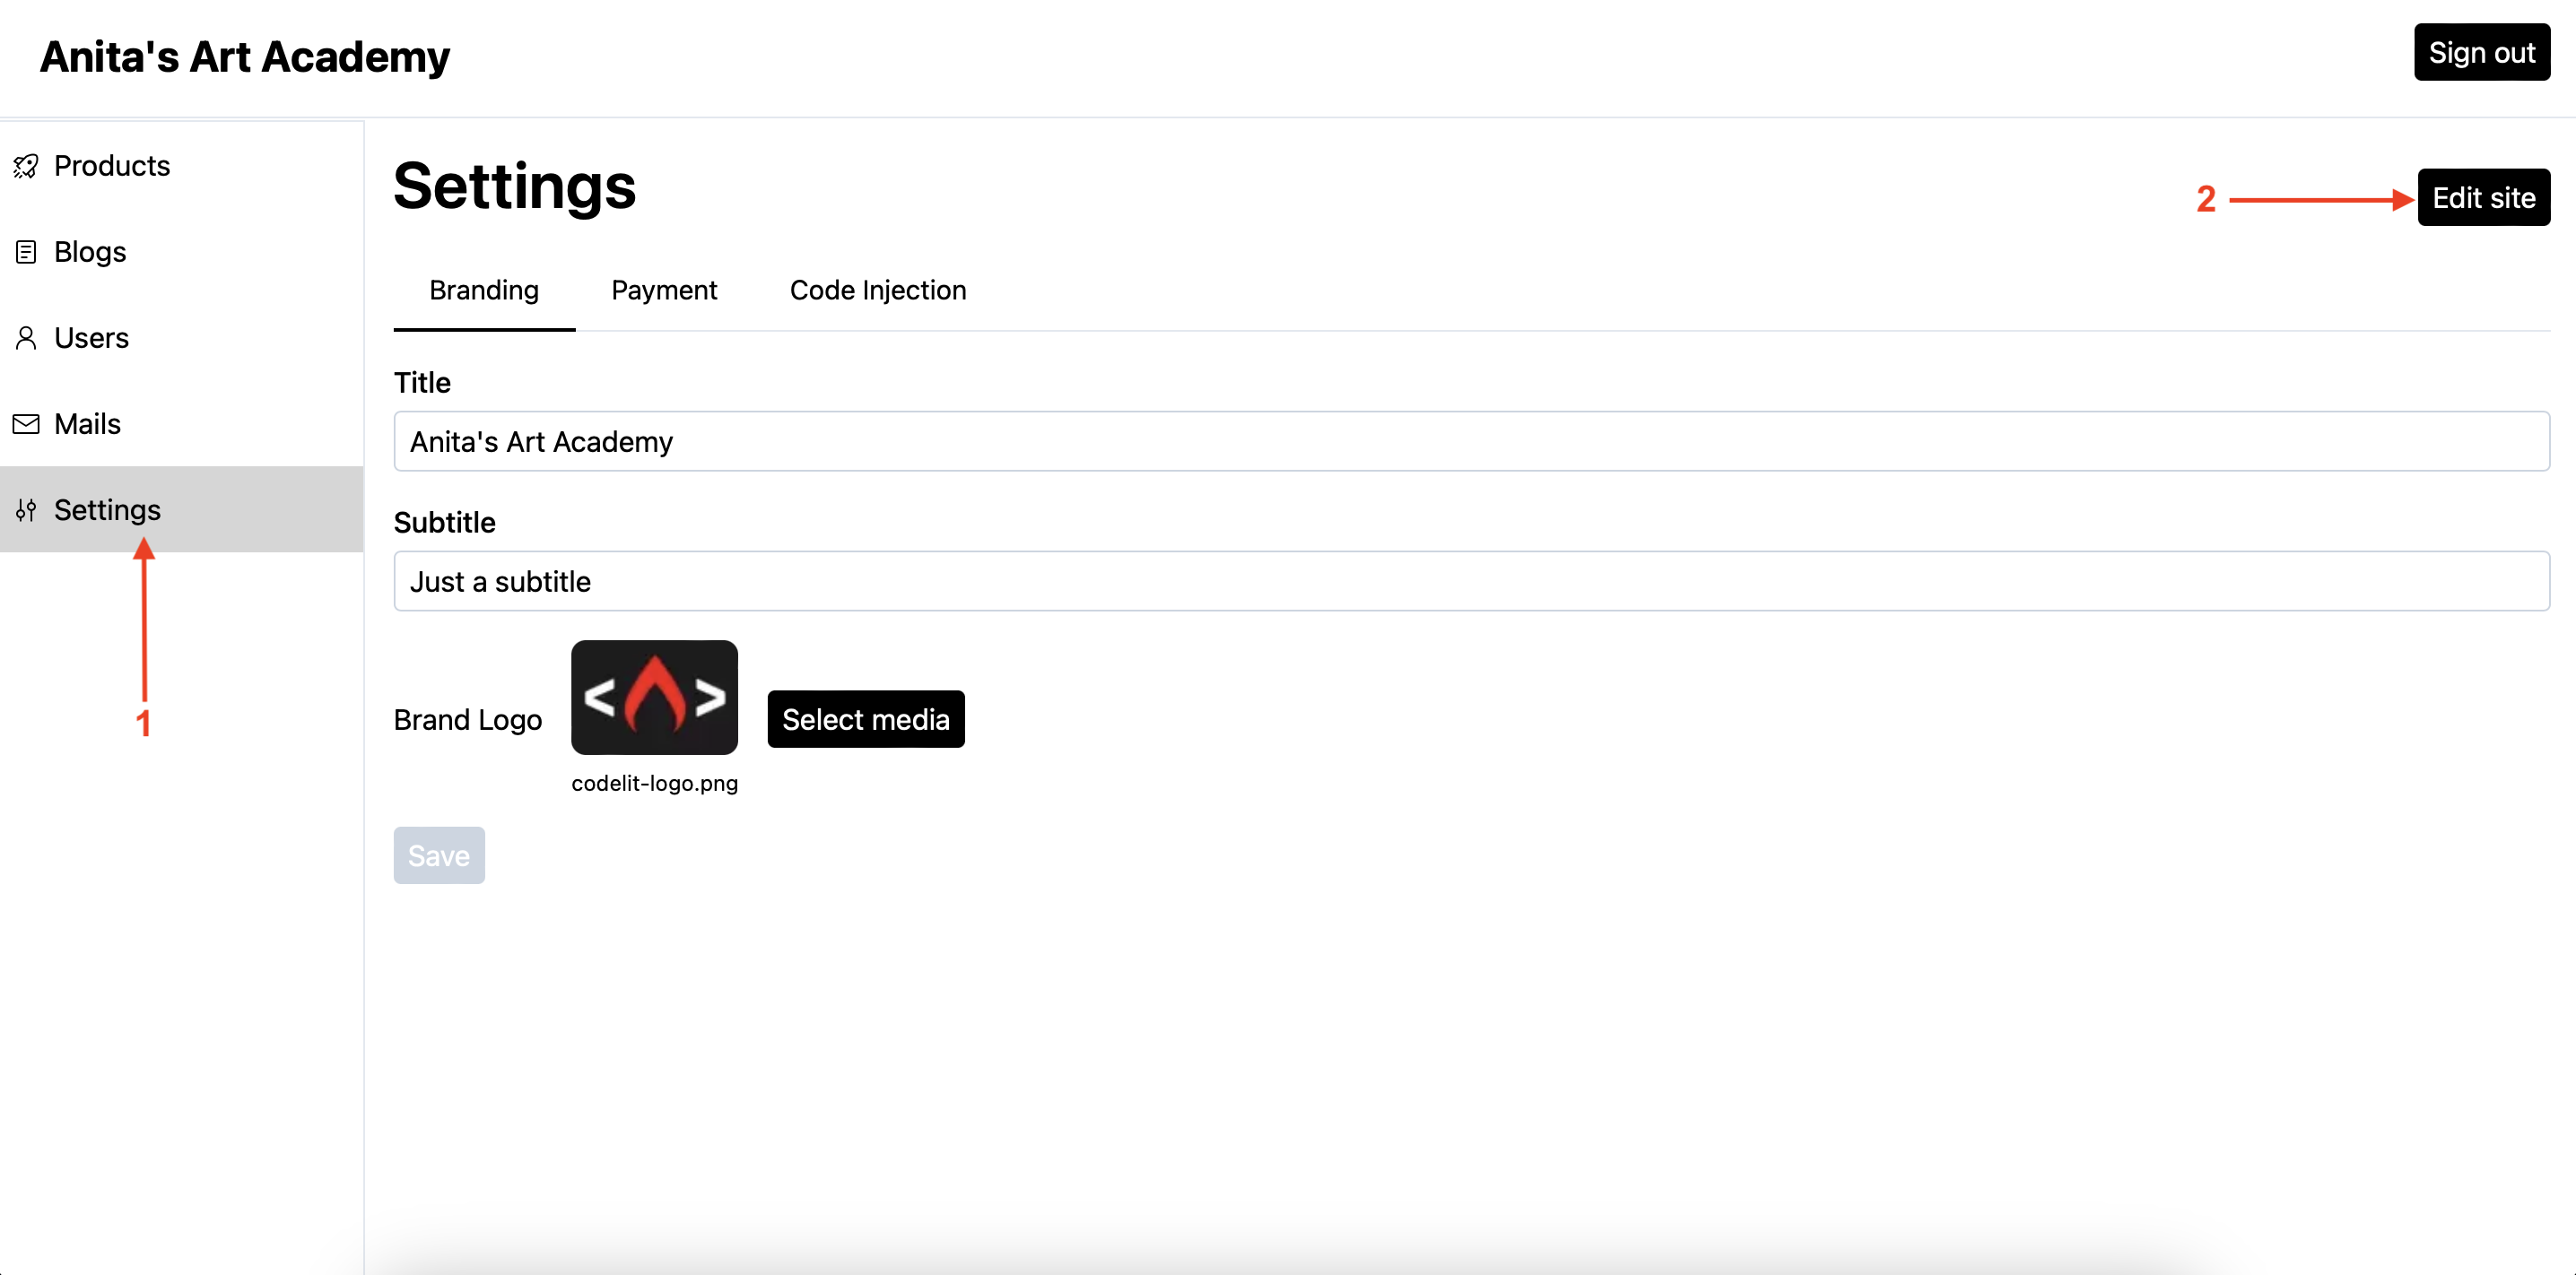 Anita's Art Academy
Sign out
Products
Blogs
Users
Mails
Settings
1
Settings
2
Edit site
Branding
Payment
Code Injection
Title
Anita's Art Academy
Subtitle
Just a subtitle
Brand Logo
< >
Select media
codelit-logo.png
Save